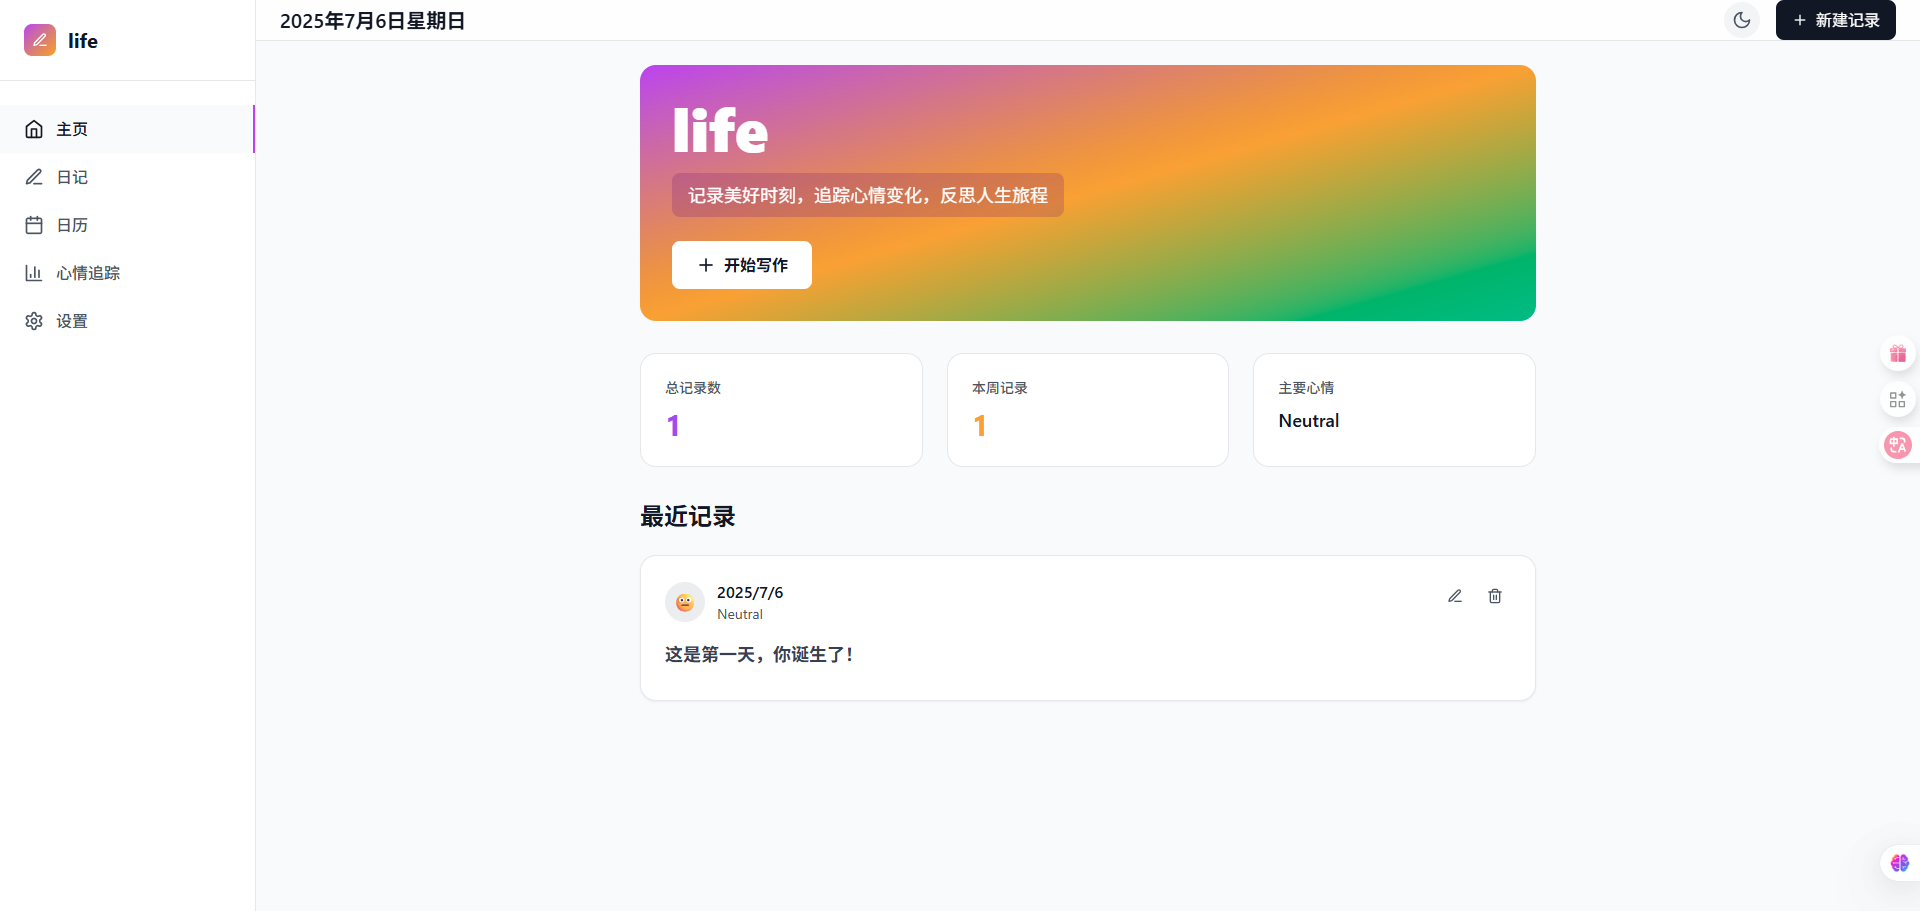 life
主页
日记
日历
心情追踪
设置
2025年7月6日星期日
新建记录
life
记录美好时刻，追踪心情变化，反思人生旅程
开始写作
总记录数
1
本周记录
1
主要心情
Neutral
最近记录
2025/7/6
Neutral
这是第一天，你诞生了！
中
A